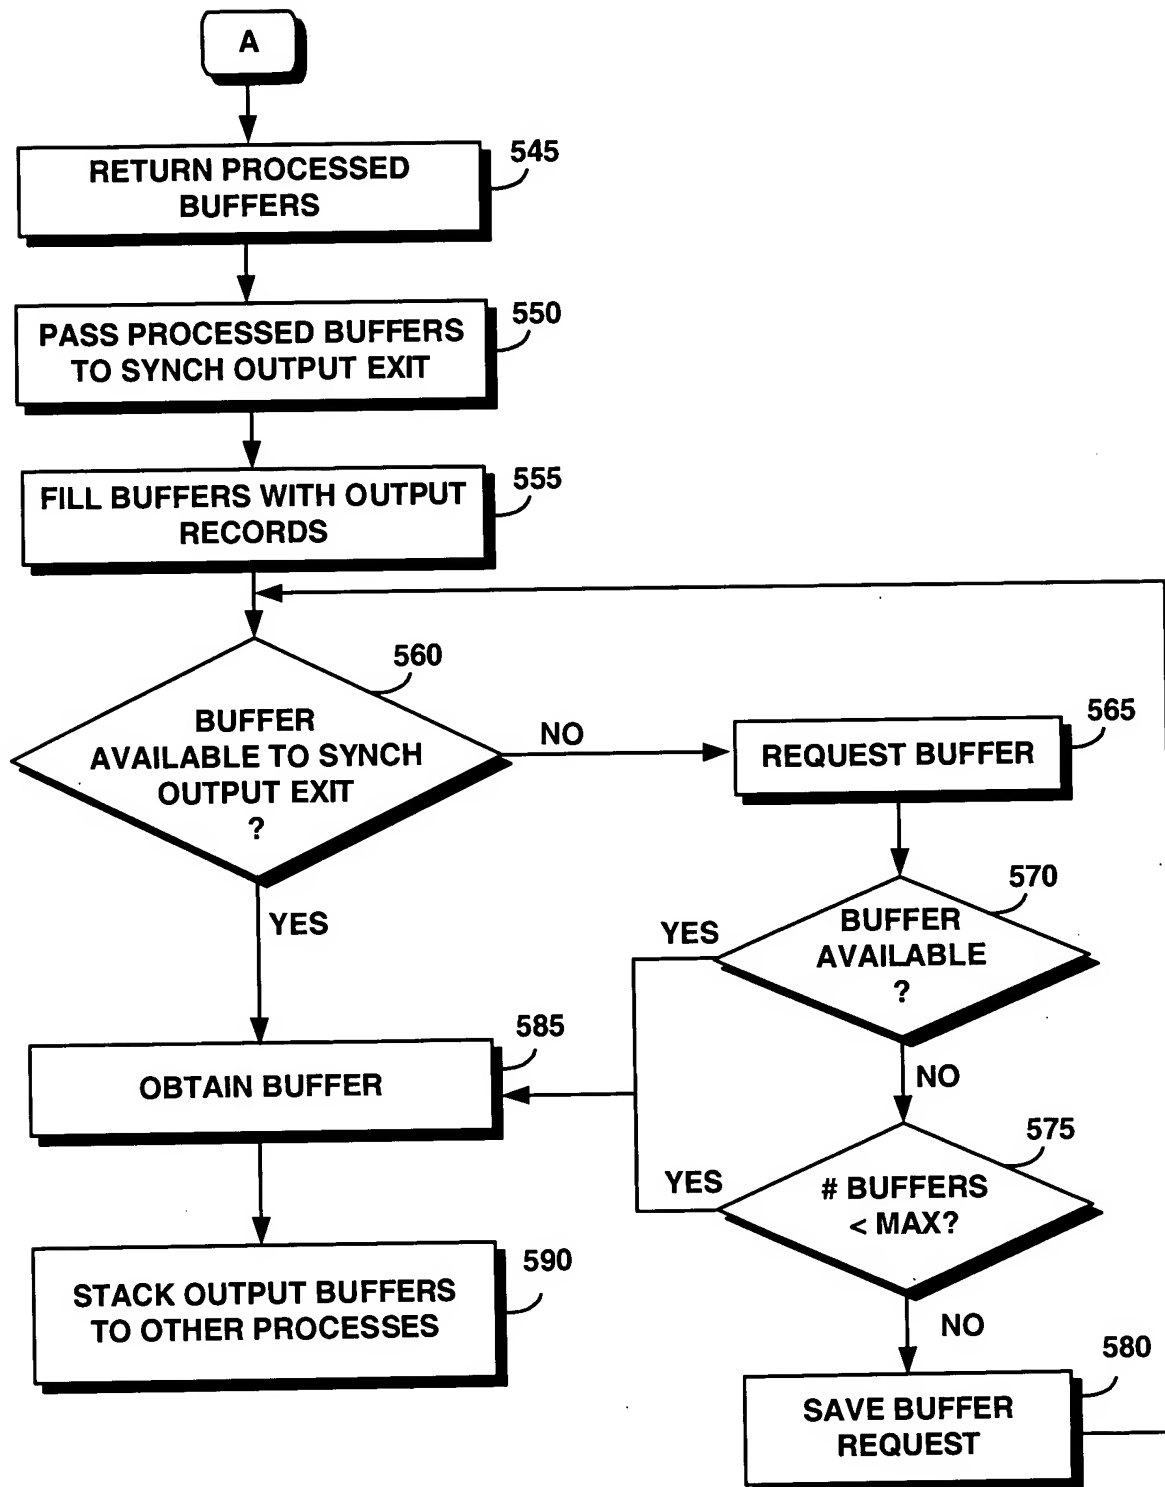 A
RETURN PROCESSED
BUFFERS
545
PASS PROCESSED BUFFERS
TO SYNCH OUTPUT EXIT
550
FILL BUFFERS WITH OUTPUT
RECORDS
555
BUFFER
AVAILABLE TO SYNCH
OUTPUT EXIT
?
560
NO
REQUEST BUFFER
565
YES
BUFFER
AVAILABLE
?
570
YES
NO
OBTAIN BUFFER
585
# BUFFERS
< MAX?
575
YES
NO
STACK OUTPUT BUFFERS
TO OTHER PROCESSES
590
SAVE BUFFER
REQUEST
580